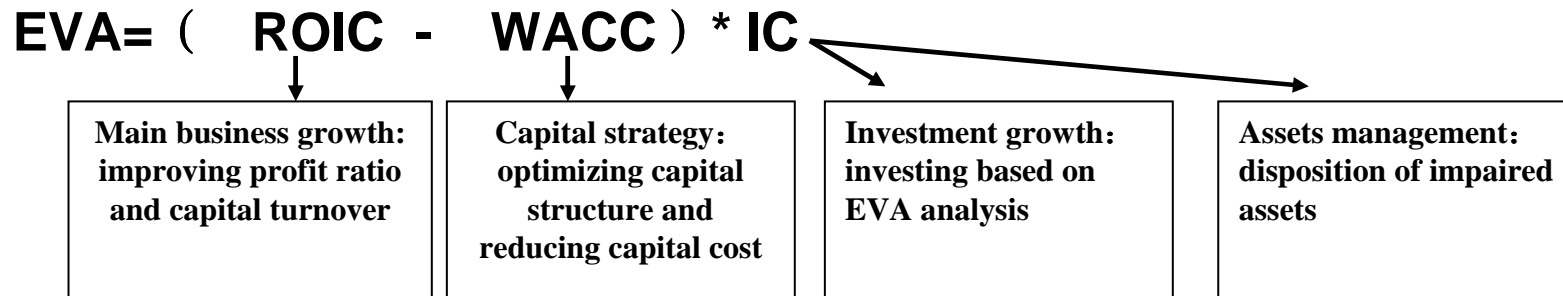 EVA=（ ROIC - WACC）* IC
Main business growth:
improving profit ratio
and capital turnover
Capital strategy：
optimizing capital
structure and
reducing capital cost
Investment growth：
investing based on
EVA analysis
Assets management：
disposition of impaired
assets